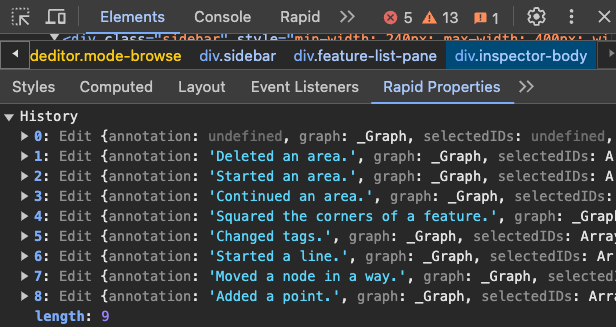 Elements Console Rapid >> 5 13 1
<div class="sidebar" style="min-width: 240px; max-width: 400px; wi
deditor.mode-browse div.sidebar div.feature-list-pane div.inspector-body
Styles Computed Layout Event Listeners Rapid Properties >>
▼ History
▶ 0: Edit {annotation: undefined, graph: _Graph, selectedIDs: undefined,
▶ 1: Edit {annotation: 'Deleted an area.', graph: _Graph, selectedIDs: A
▶ 2: Edit {annotation: 'Started an area.', graph: _Graph, selectedIDs: A
▶ 3: Edit {annotation: 'Continued an area.', graph: _Graph, selectedIDs:
▶ 4: Edit {annotation: 'Squared the corners of a feature.', graph: _Grap
▶ 5: Edit {annotation: 'Changed tags.', graph: _Graph, selectedIDs: Arra
▶ 6: Edit {annotation: 'Started a line.', graph: _Graph, selectedIDs: Ar
▶ 7: Edit {annotation: 'Moved a node in a way.', graph: _Graph, selected
▶ 8: Edit {annotation: 'Added a point.', graph: _Graph, selectedIDs: Arr
length: 9